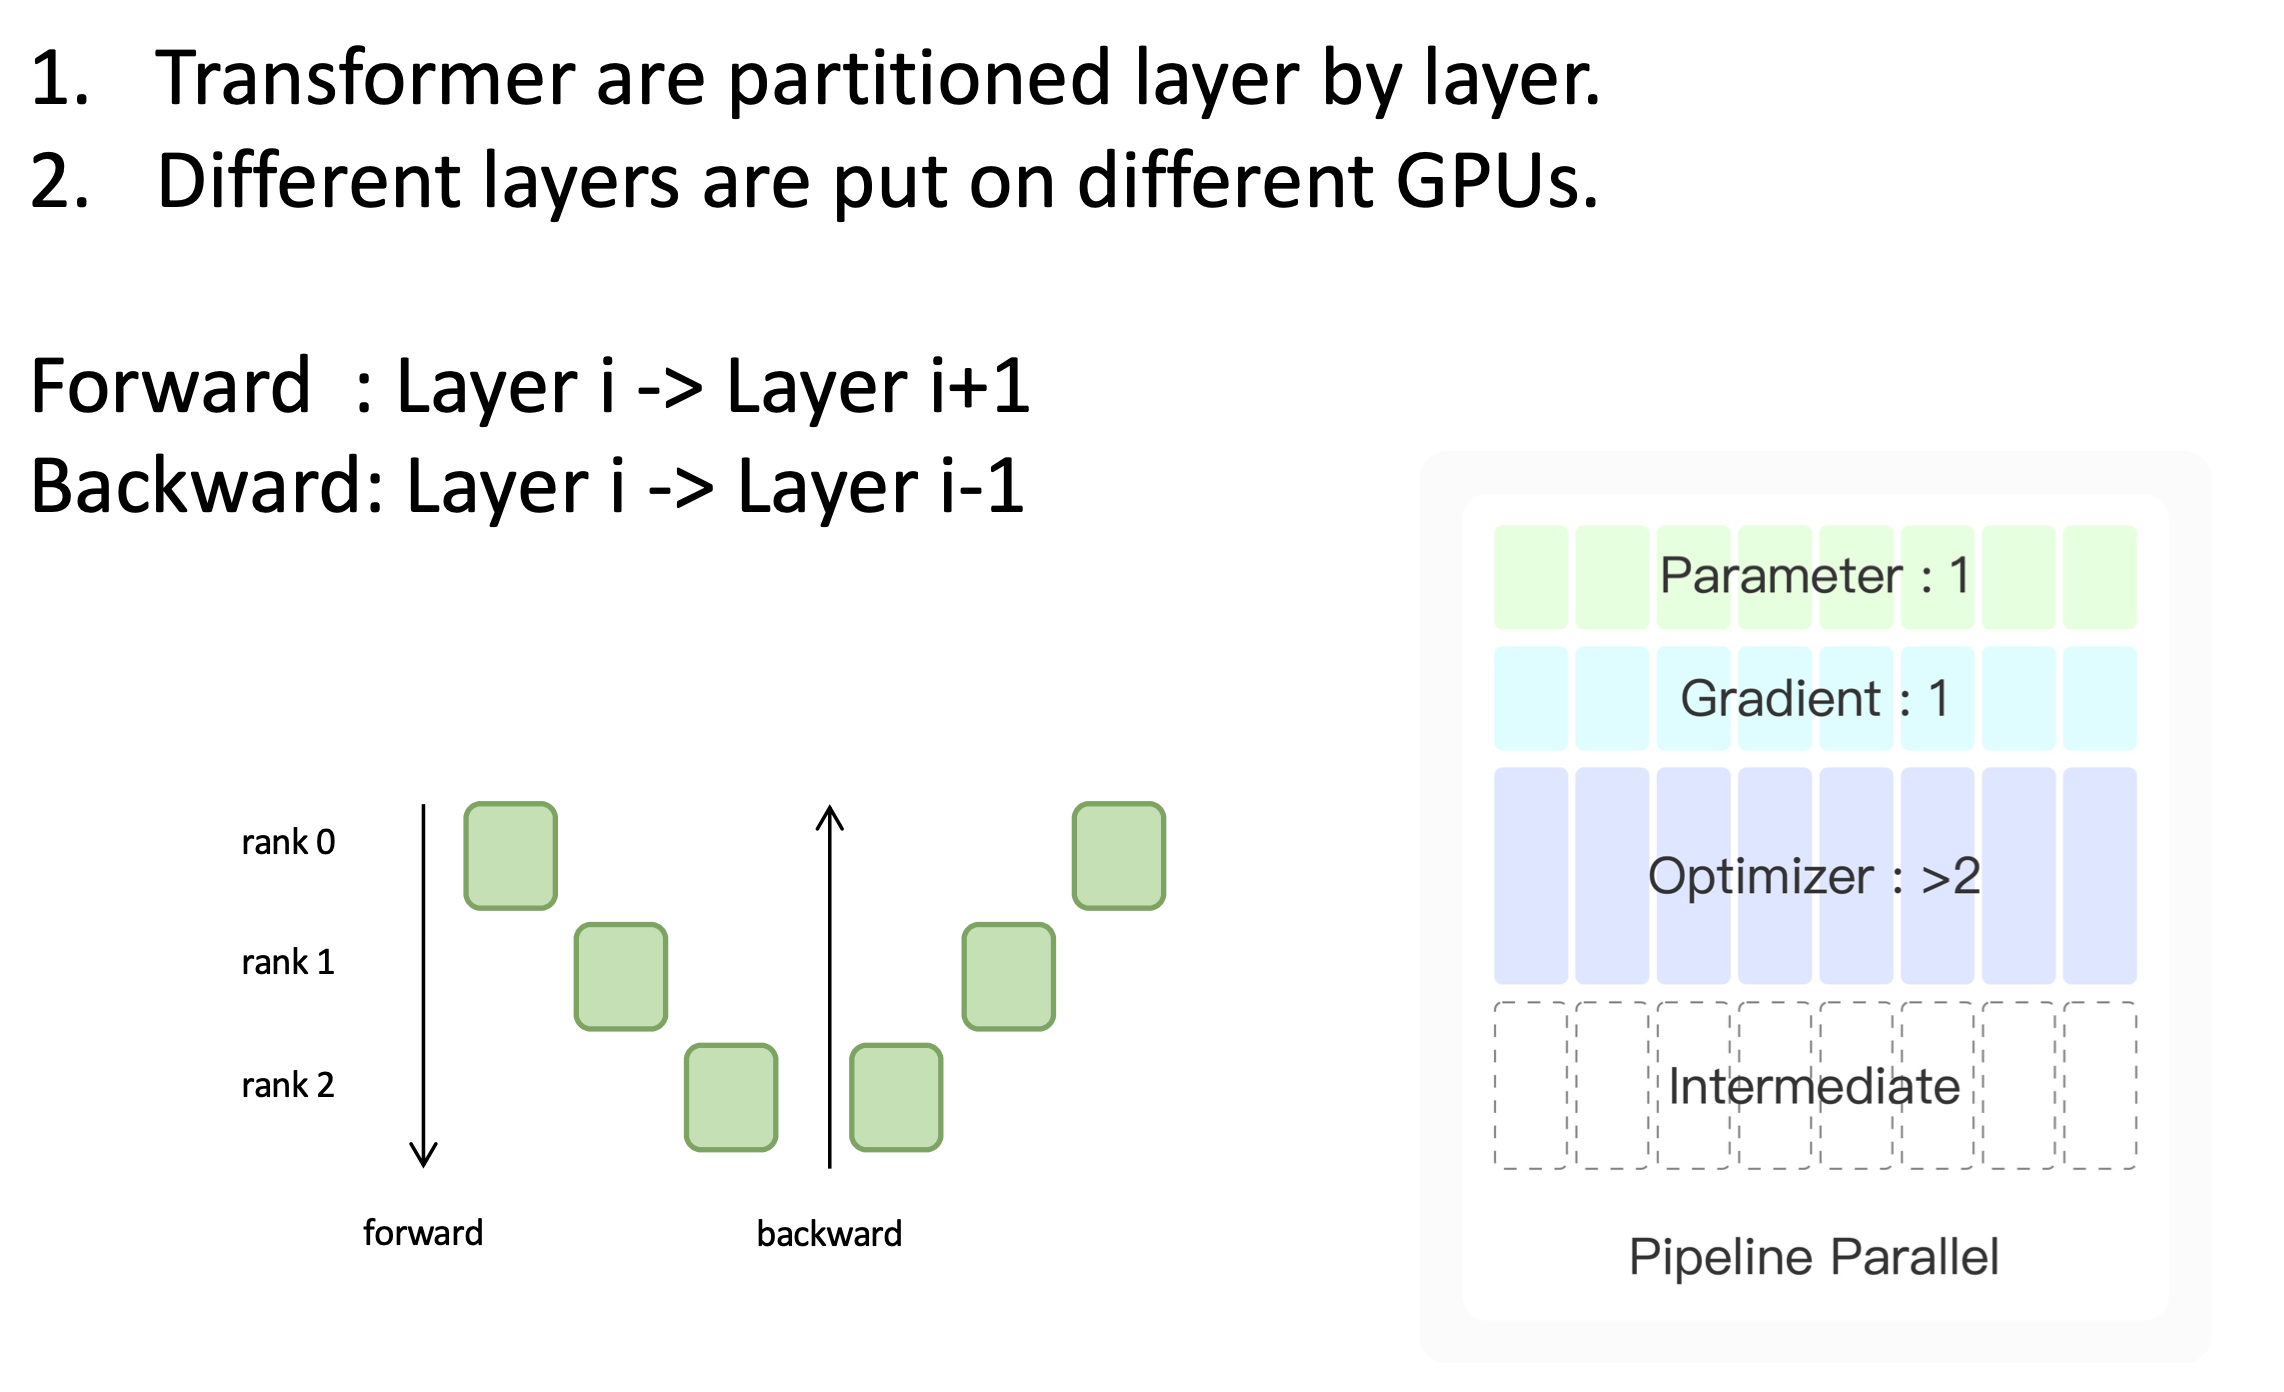 1. Transformer are partitioned layer by layer.
2. Different layers are put on different GPUs.
Forward : Layer i -> Layer i+1
Backward: Layer i -> Layer i-1
rank 0
rank 1
rank 2
forward
backward
Parameter : 1
Gradient : 1
Optimizer : >2
Intermediate
Pipeline Parallel